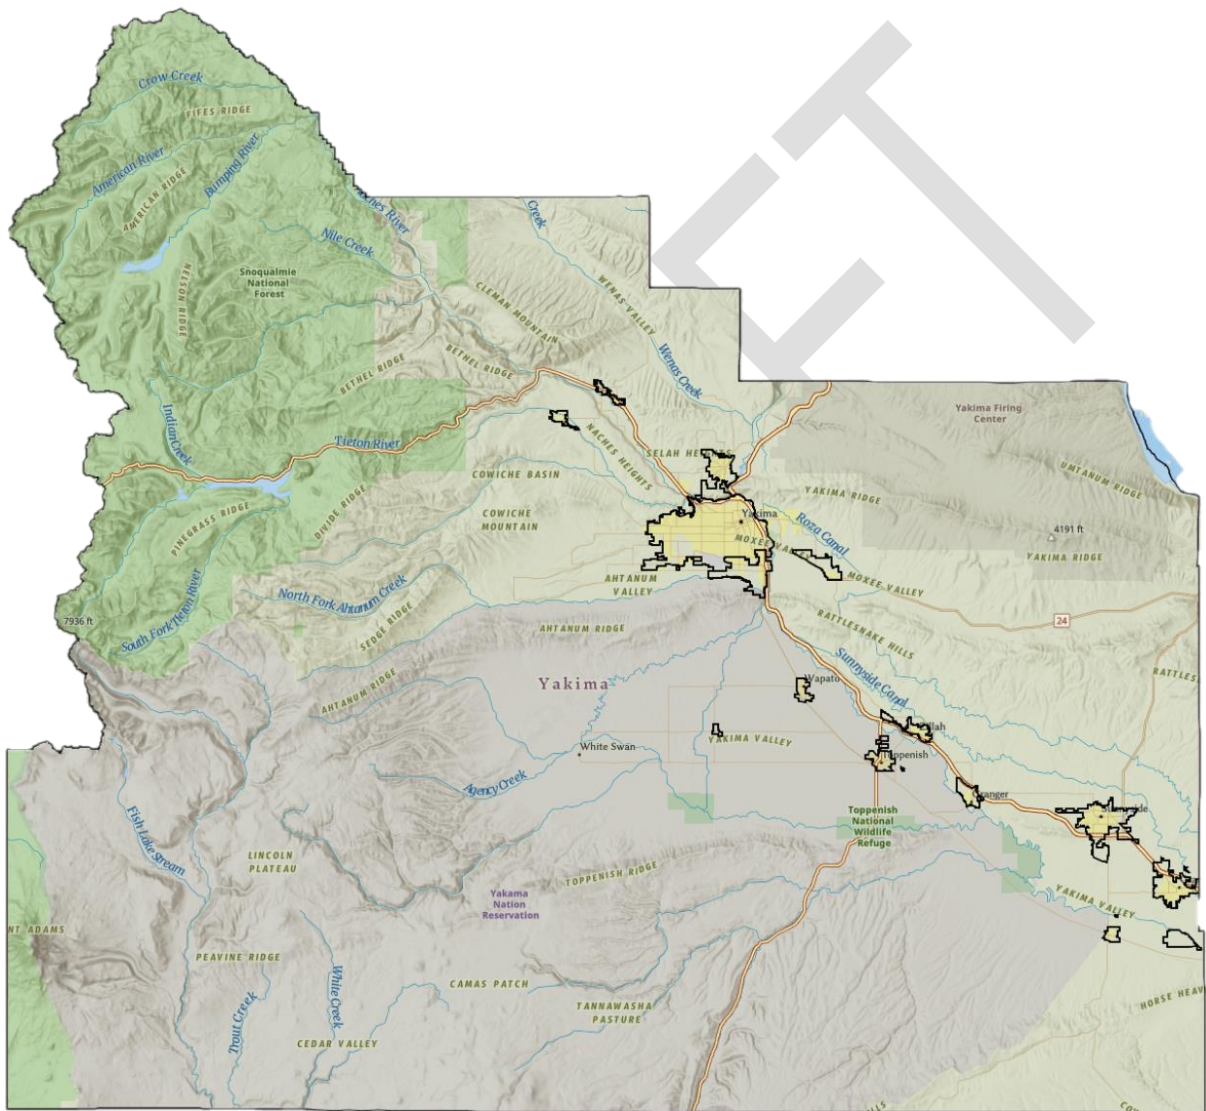 Crow Creek
FIFES RIDGE
American River
Bumping River
AMERICAN RIDGE
Creek
Nile Creek
NELSON RIDGE
Snoqualmie
National
Forest
WENAS VALLEY
CLEMAN MOUNTAIN
Wenas Creek
BETHEL RIDGE
BETHEL RIDGE
Yakima Firing
Center
Indian Creek
Tieton River
NACHES HEIGHTS
UMTANUM RIDGE
COWICHE BASIN
YAKIMA RIDGE
PINEGRASS RIDGE
DIVIDE RIDGE
COWICHE
MOUNTAIN
Yakima
Roza Canal
4191 ft
YAKIMA RIDGE
AHTANUM
VALLEY
MOXEE VALLEY
North Fork Ahtanum Creek
South Fork Tieton River
7936 ft
SEDGE RIDGE
AHTANUM RIDGE
RATTLESNAKE HILLS
24
Sunnyside Canal
RATTLES
AHTANUM RIDGE
Yakima
Wapato
White Swan
YAKIMA VALLEY
Toppenish
Agency Creek
Fish Lake Stream
Toppenish
National
Wildlife
Refuge
LINCOLN
PLATEAU
TOPPENISH RIDGE
Yakama
Nation
Reservation
YAKIMA VALLEY
NT ADAMS
PEAVINE RIDGE
White Creek
CAMAS PATCH
TANNAWASHA
PASTURE
HORSE HEAV
Trout Creek
CEDAR VALLEY